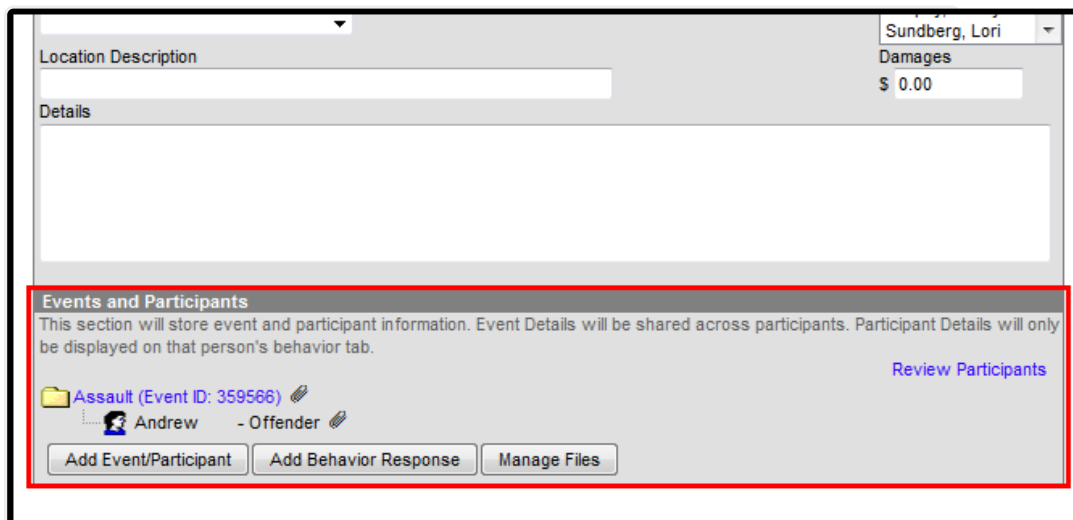 Sundberg, Lori
Location Description
Damages
$ 0.00
Details
Events and Participants
This section will store event and participant information. Event Details will be shared across participants. Participant Details will only
be displayed on that person's behavior tab.
Review Participants
Assault (Event ID: 359566)
Andrew - Offender
Add Event/Participant Add Behavior Response Manage Files